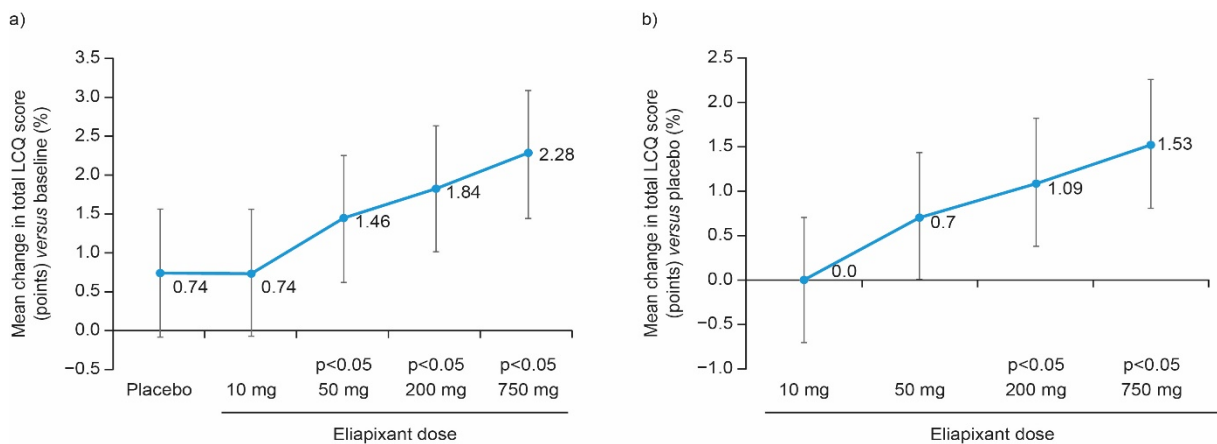 a)
Mean change in total LCQ score
(points) versus baseline (%)
3.5
3.0
2.5
2.0
1.5
1.0
0.5
0.0
−0.5
0.74
0.74
1.46
1.84
2.28
p<0.05 p<0.05 p<0.05
Placebo 10 mg 50 mg 200 mg 750 mg
Eliapixant dose
b)
Mean change in total LCQ score
(points) versus placebo (%)
2.5
2.0
1.5
1.0
0.5
0.0
−0.5
−1.0
0.0
0.7
1.09
1.53
p<0.05 p<0.05
10 mg 50 mg 200 mg 750 mg
Eliapixant dose